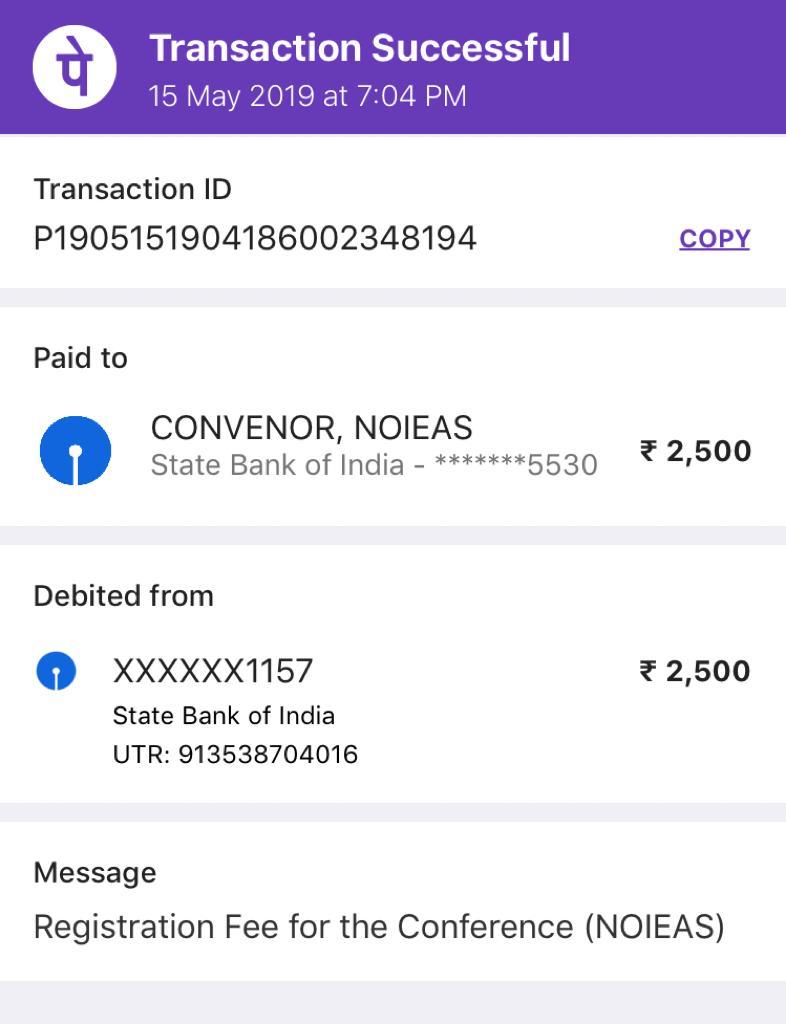 पे
Transaction Successful
15 May 2019 at 7:04 PM
Transaction ID
P1905151904186002348194
COPY
Paid to
CONVENOR, NOIEAS
State Bank of India - *******5530
₹ 2,500
Debited from
XXXXXX1157
₹ 2,500
State Bank of India
UTR: 913538704016
Message
Registration Fee for the Conference (NOIEAS)